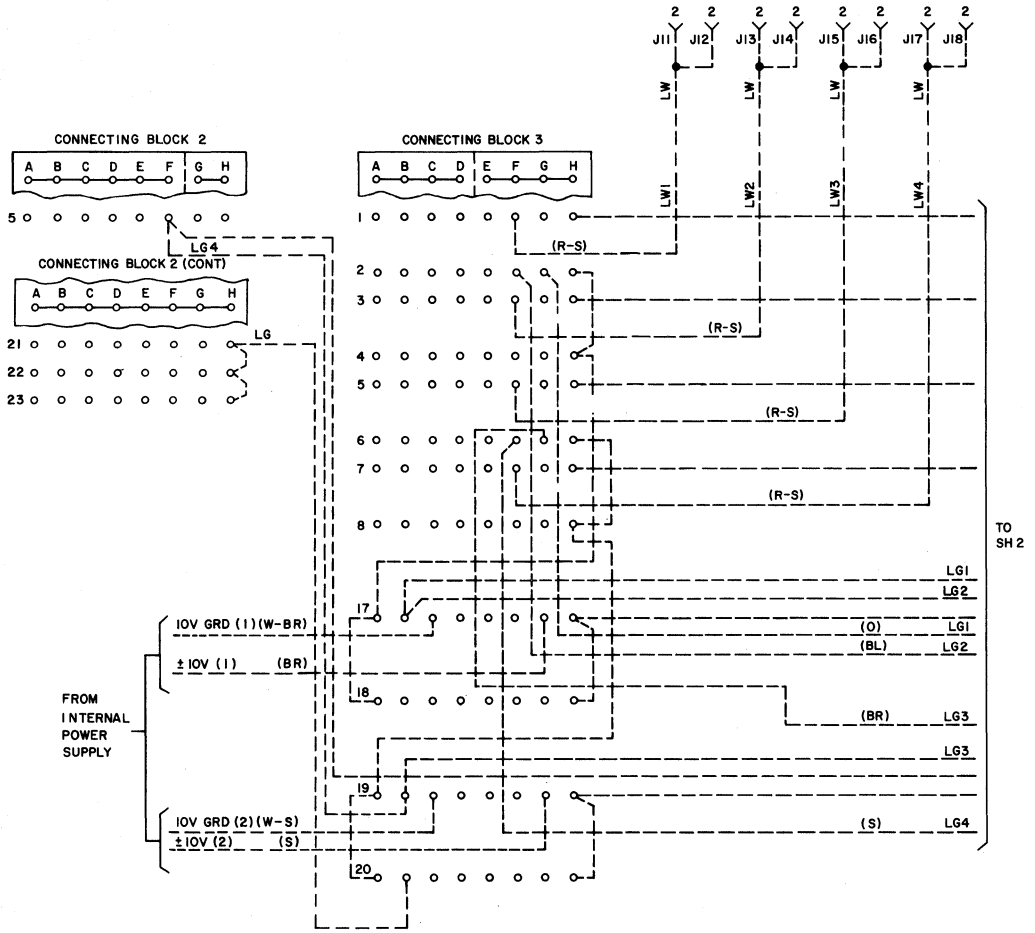 2 2 2 2 2 2 2 2
J11 J12 J13 J14 J15 J16 J17 J18
LW LW LW LW
CONNECTING BLOCK 2
A B C D E F G H
5
LG4
CONNECTING BLOCK 2 (CONT)
A B C D E F G H
21
LG
22
23
CONNECTING BLOCK 3
A B C D E F G H
LW1 LW2 LW3 LW4
1
(R-S)
2
3
(R-S)
4
5
(R-S)
6
7
(R-S)
8
TO
SH 2
LG1
LG2
17
10V GRD (1)(W-BR)
(O) LG1
(BL) LG2
±10V (1) (BR)
18
FROM
INTERNAL
POWER
SUPPLY
(BR) LG3
LG3
19
10V GRD (2)(W-S)
(S) LG4
±10V (2) (S)
20